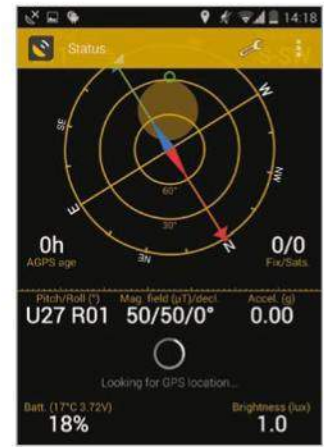 14:18
Status
S-SW
W
SE
NW
60°
E
30°
N
NE
0h
0/0
AGPS age
Fix/Sats.
Pitch/Roll (°) Mag. field (µT)/decl. Accel. (g)
U27 R01 50/50/0° 0.00
Looking for GPS location...
Batt. (17°C 3.72V) Brightness (lux)
18% 1.0